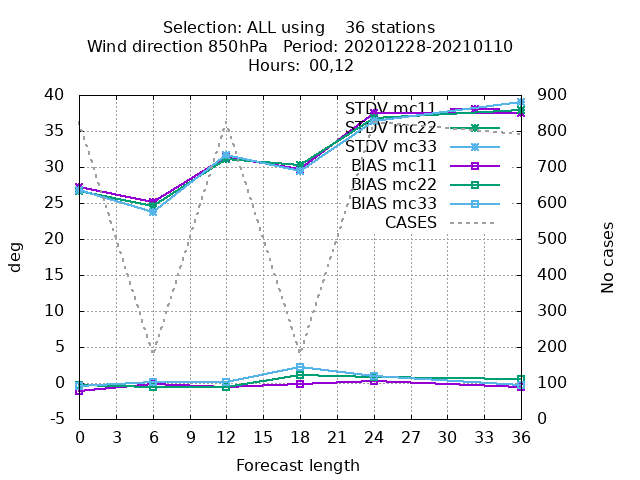 Selection: ALL using    36 stations
Wind direction 850hPa   Period: 20201228-20210110
Hours: 00,12
STDV mc11
STDV mc22
STDV mc33
BIAS mc11
BIAS mc22
BIAS mc33
CASES
deg
40
35
30
25
20
15
10
5
0
-5
900
800
700
600
500
400
300
200
100
0
No cases
0 3 6 9 12 15 18 21 24 27 30 33 36
Forecast length